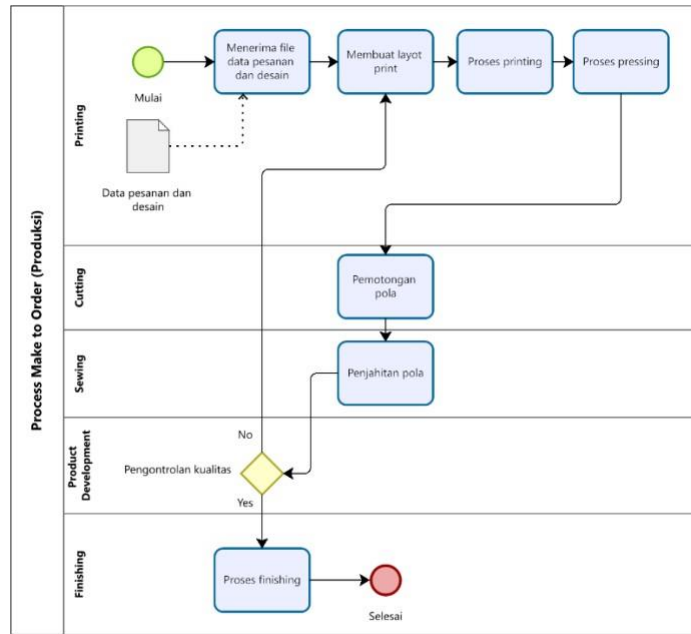 Process Make to Order (Produksi)
Printing
Mulai
Menerima file
data pesanan
dan desain
Membuat layot
print
Proses printing
Proses pressing
Data pesanan dan
desain
Cutting
Pemotongan
pola
Sewing
Penjahitan pola
Product
Development
No
Pengontrolan kualitas
Yes
Finishing
Proses finishing
Selesai